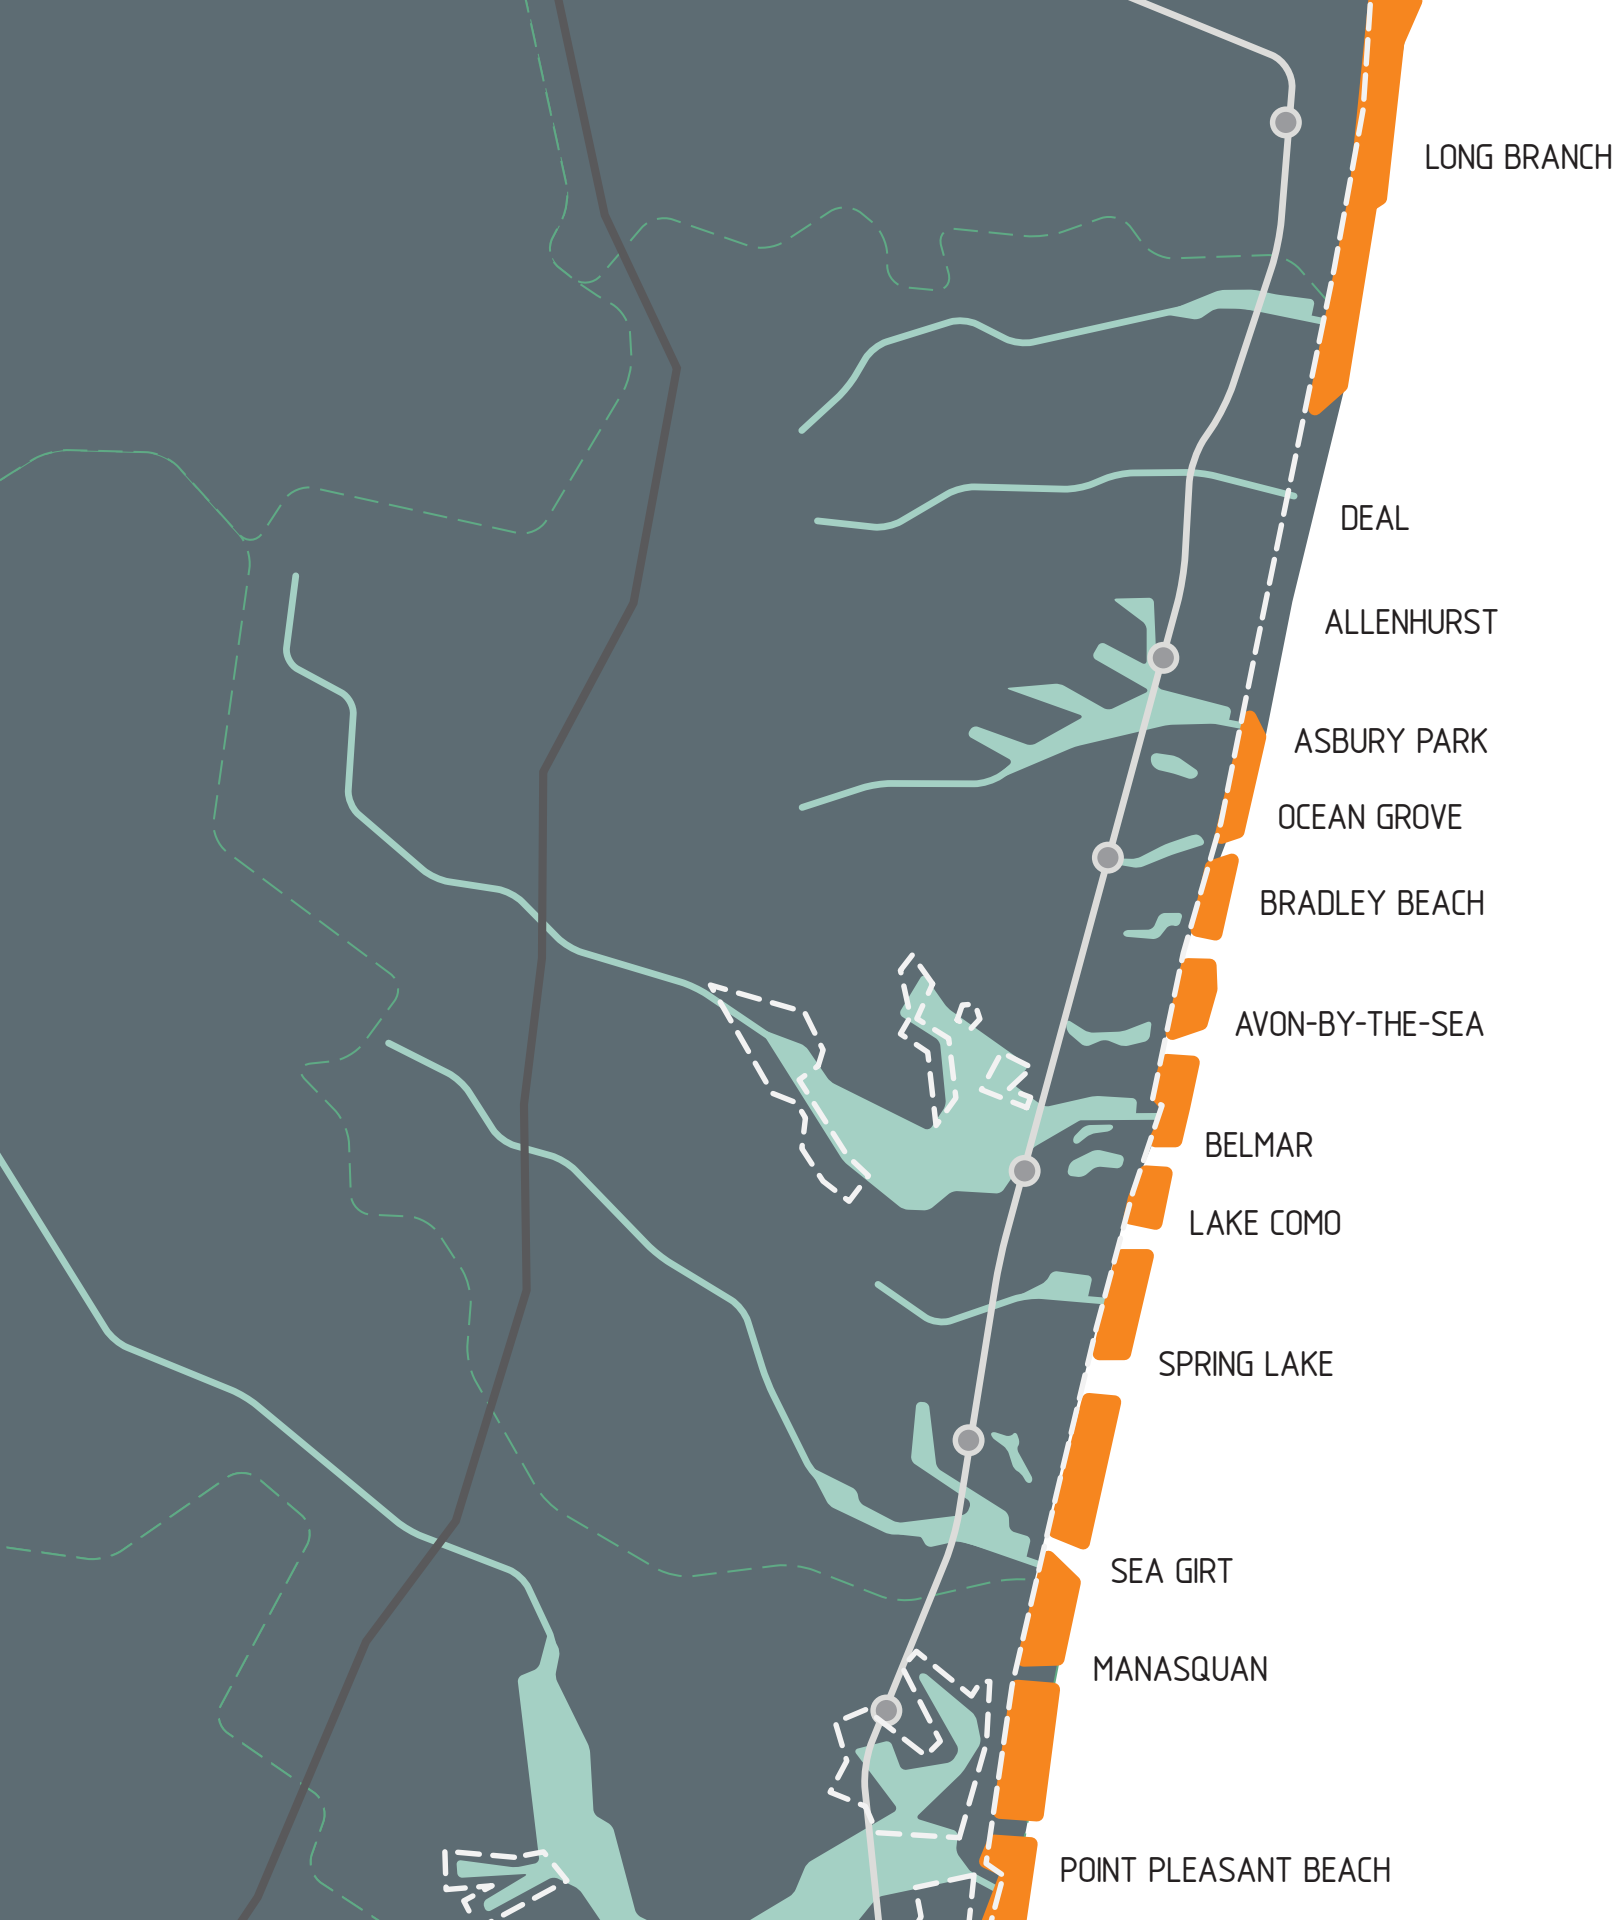 LONG BRANCH
DEAL
ALLENHURST
ASBURY PARK
OCEAN GROVE
BRADLEY BEACH
AVON-BY-THE-SEA
BELMAR
LAKE COMO
SPRING LAKE
SEA GIRT
MANASQUAN
POINT PLEASANT BEACH